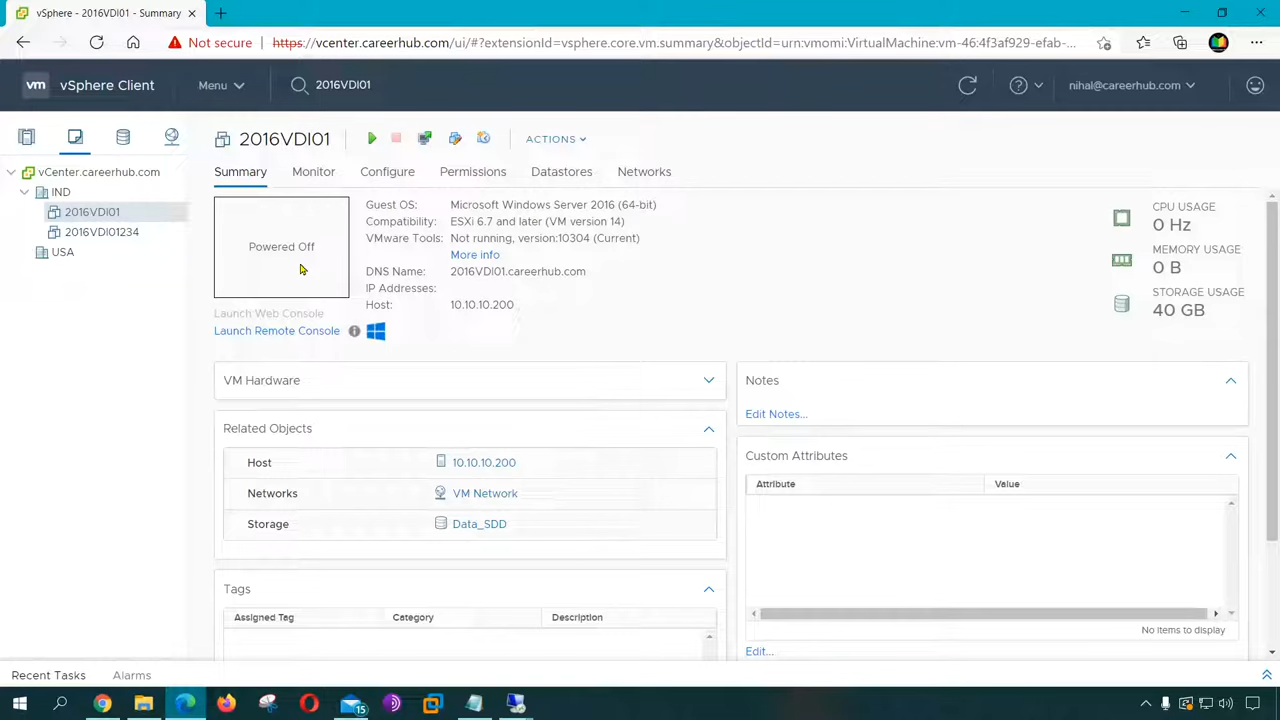 vSphere - 2016VDI01 - Summary
Not secure
https://vcenter.careerhub.com/ui/#?extensionId=vsphere.core.vm.summary&objectId=urn:vmomi:VirtualMachine:vm-46:4f3af929-efab-...
vm vSphere Client Menu 2016VDI01 nihal@careerhub.com
2016VDI01 ACTIONS
Summary Monitor Configure Permissions Datastores Networks
vCenter.careerhub.com
IND
2016VDI01
2016VDI01234
USA
Powered Off
Launch Web Console
Launch Remote Console
Guest OS: Microsoft Windows Server 2016 (64-bit)
Compatibility: ESXi 6.7 and later (VM version 14)
VMware Tools: Not running, version:10304 (Current)
More info
DNS Name: 2016VDI01.careerhub.com
IP Addresses:
Host: 10.10.10.200
CPU USAGE
0 Hz
MEMORY USAGE
0 B
STORAGE USAGE
40 GB
VM Hardware
Related Objects
Host 10.10.10.200
Networks VM Network
Storage Data_SDD
Tags
Assigned Tag Category Description
Notes
Edit Notes...
Custom Attributes
Attribute Value
No items to display
Edit...
Recent Tasks Alarms
15